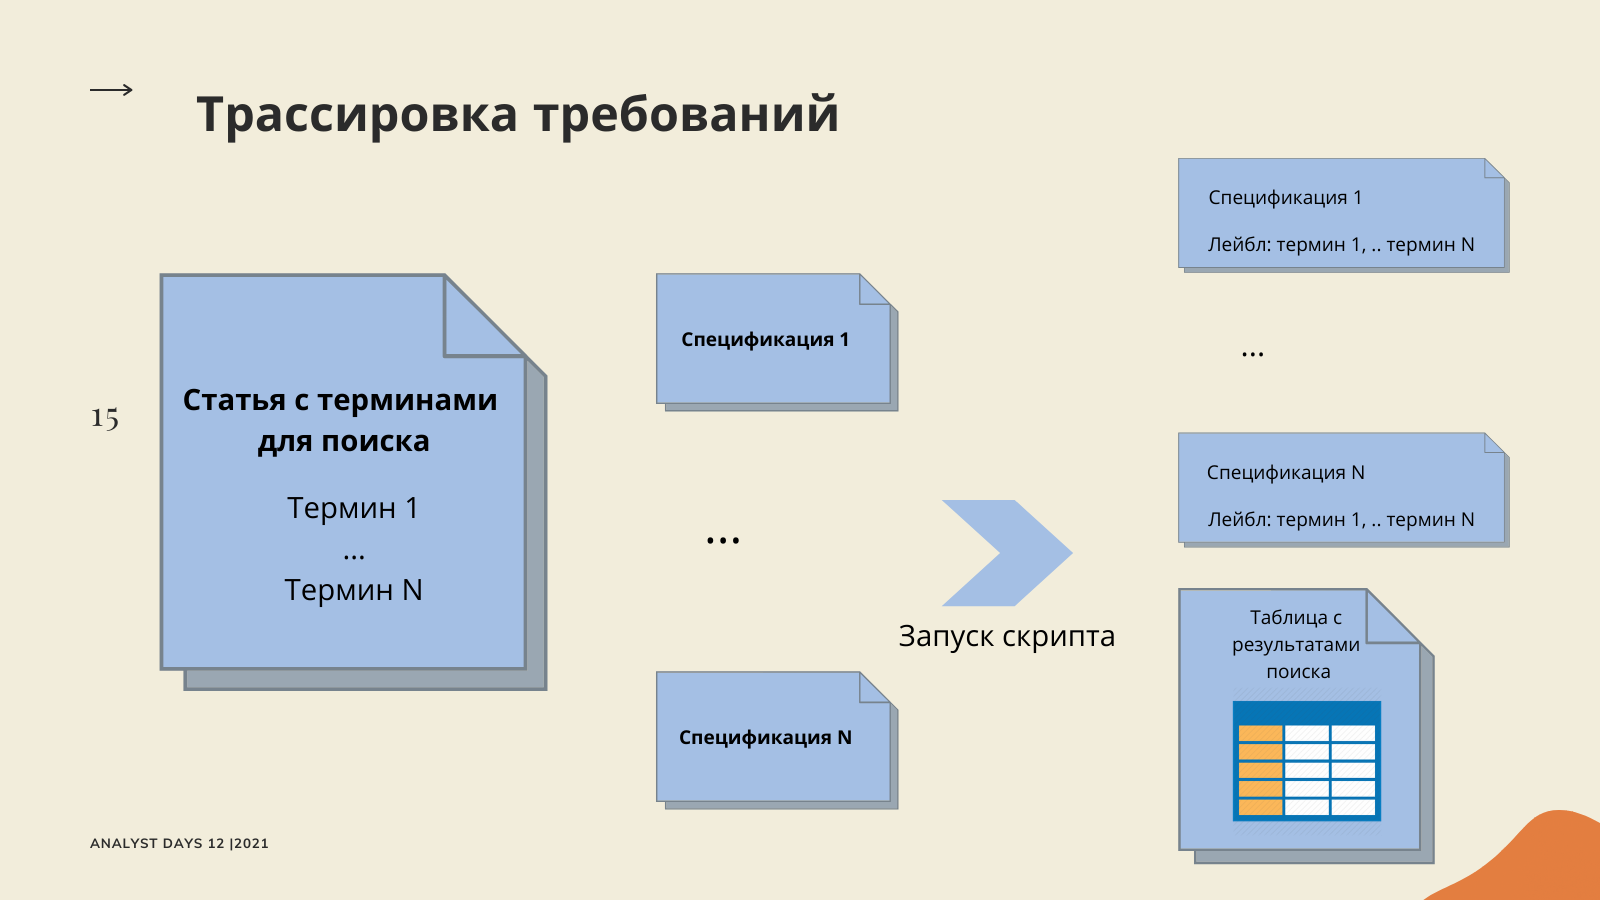 Трассировка требований
15
Статья с терминами
для поиска
Термин 1
...
Термин N
Спецификация 1
...
Спецификация N
Запуск скрипта
Спецификация 1
Лейбл: термин 1, .. термин N
...
Спецификация N
Лейбл: термин 1, .. термин N
Таблица с
результатами
поиска
ANALYST DAYS 12 |2021